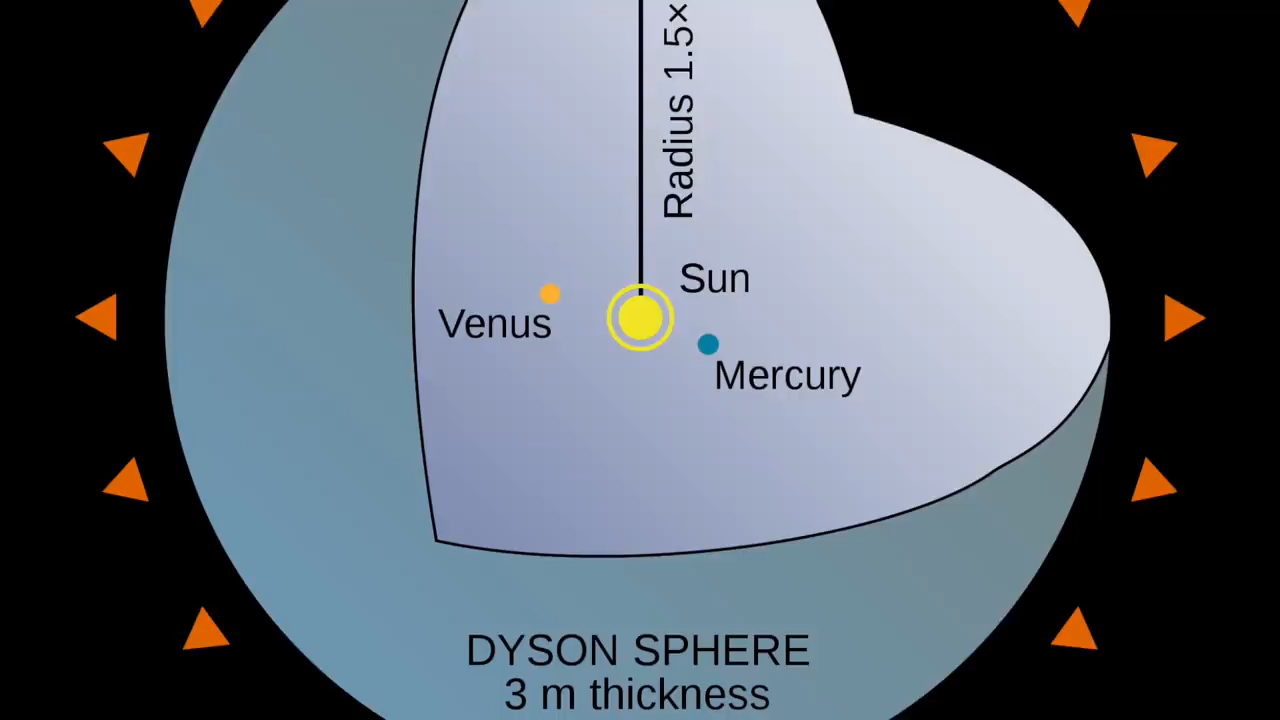 Radius 1.5×
Sun
Venus
Mercury
DYSON SPHERE
3 m thickness